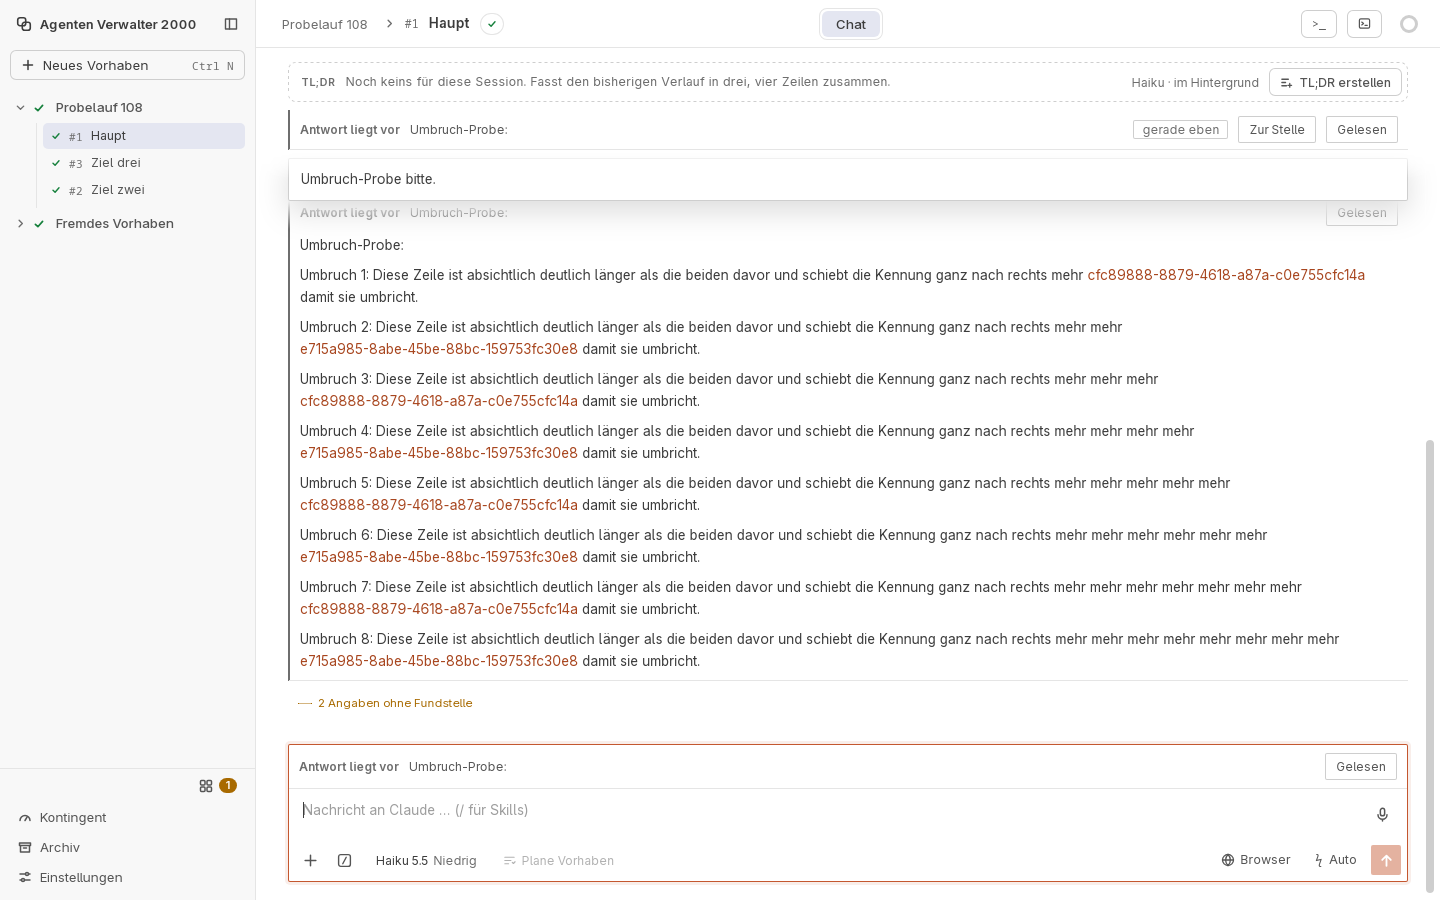 Agenten Verwalter 2000
Neues Vorhaben Ctrl N
Probelauf 108
#1 Haupt
#3 Ziel drei
#2 Ziel zwei
Fremdes Vorhaben
1
Kontingent
Archiv
Einstellungen
Probelauf 108 #1 Haupt
Chat
>_
TL;DR Noch keins für diese Session. Fasst den bisherigen Verlauf in drei, vier Zeilen zusammen. Haiku · im Hintergrund TL;DR erstellen
Antwort liegt vor Umbruch-Probe: gerade eben Zur Stelle Gelesen
Umbruch-Probe bitte.
Antwort liegt vor Umbruch-Probe: Gelesen
Umbruch-Probe:
Umbruch 1: Diese Zeile ist absichtlich deutlich länger als die beiden davor und schiebt die Kennung ganz nach rechts mehr cfc89888-8879-4618-a87a-c0e755cfc14a
damit sie umbricht.
Umbruch 2: Diese Zeile ist absichtlich deutlich länger als die beiden davor und schiebt die Kennung ganz nach rechts mehr mehr
e715a985-8abe-45be-88bc-159753fc30e8 damit sie umbricht.
Umbruch 3: Diese Zeile ist absichtlich deutlich länger als die beiden davor und schiebt die Kennung ganz nach rechts mehr mehr mehr
cfc89888-8879-4618-a87a-c0e755cfc14a damit sie umbricht.
Umbruch 4: Diese Zeile ist absichtlich deutlich länger als die beiden davor und schiebt die Kennung ganz nach rechts mehr mehr mehr mehr
e715a985-8abe-45be-88bc-159753fc30e8 damit sie umbricht.
Umbruch 5: Diese Zeile ist absichtlich deutlich länger als die beiden davor und schiebt die Kennung ganz nach rechts mehr mehr mehr mehr mehr
cfc89888-8879-4618-a87a-c0e755cfc14a damit sie umbricht.
Umbruch 6: Diese Zeile ist absichtlich deutlich länger als die beiden davor und schiebt die Kennung ganz nach rechts mehr mehr mehr mehr mehr mehr
e715a985-8abe-45be-88bc-159753fc30e8 damit sie umbricht.
Umbruch 7: Diese Zeile ist absichtlich deutlich länger als die beiden davor und schiebt die Kennung ganz nach rechts mehr mehr mehr mehr mehr mehr mehr
cfc89888-8879-4618-a87a-c0e755cfc14a damit sie umbricht.
Umbruch 8: Diese Zeile ist absichtlich deutlich länger als die beiden davor und schiebt die Kennung ganz nach rechts mehr mehr mehr mehr mehr mehr mehr mehr
e715a985-8abe-45be-88bc-159753fc30e8 damit sie umbricht.
2 Angaben ohne Fundstelle
Antwort liegt vor Umbruch-Probe: Gelesen
Nachricht an Claude … (/ für Skills)
Haiku 5.5 Niedrig Plane Vorhaben Browser Auto